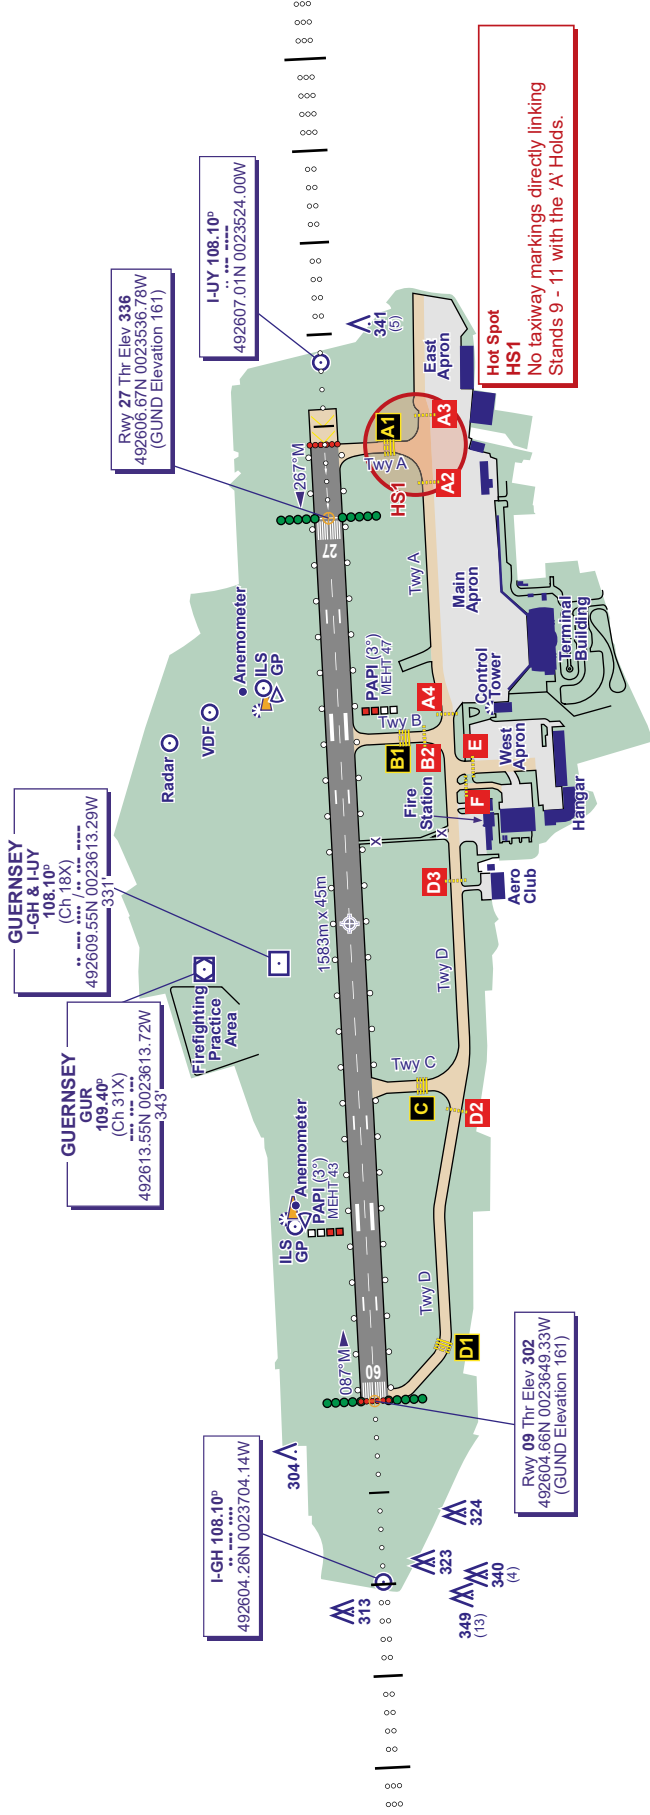 GUERNSEY
GUR
109.40ᴰ
(Ch 31X)
492613.55N 0023613.72W
343'
GUERNSEY
I-GH & I-UY
108.10ᴰ
(Ch 18X)
492609.55N 0023613.29W
331'
Rwy 27 Thr Elev 336
492606.67N 0023536.78W
(GUND Elevation 161)
I-UY 108.10ᴰ
492607.01N 0023524.00W
I-GH 108.10ᴰ
492604.26N 0023704.14W
Rwy 09 Thr Elev 302
492604.66N 0023649.33W
(GUND Elevation 161)
Hot Spot
HS1
No taxiway markings directly linking
Stands 9 - 11 with the 'A' Holds.
Firefighting
Practice
Area
Radar
VDF
Anemometer
ILS
GP
ILS
GP
Anemometer
PAPI (3°)
MEHT 43
PAPI (3°)
MEHT 47
087°M
267°M
09
27
1583m x 45m
304
313
323
324
349
(13)
340
(4)
341
(5)
Twy D
Twy C
Twy D
Twy B
Twy A
Twy A
D1
C
D2
D3
B1
B2
A4
F
E
A1
A2
A3
HS1
X
X
Fire
Station
Aero
Club
Hangar
West
Apron
Control
Tower
Main
Apron
Terminal
Building
East
Apron